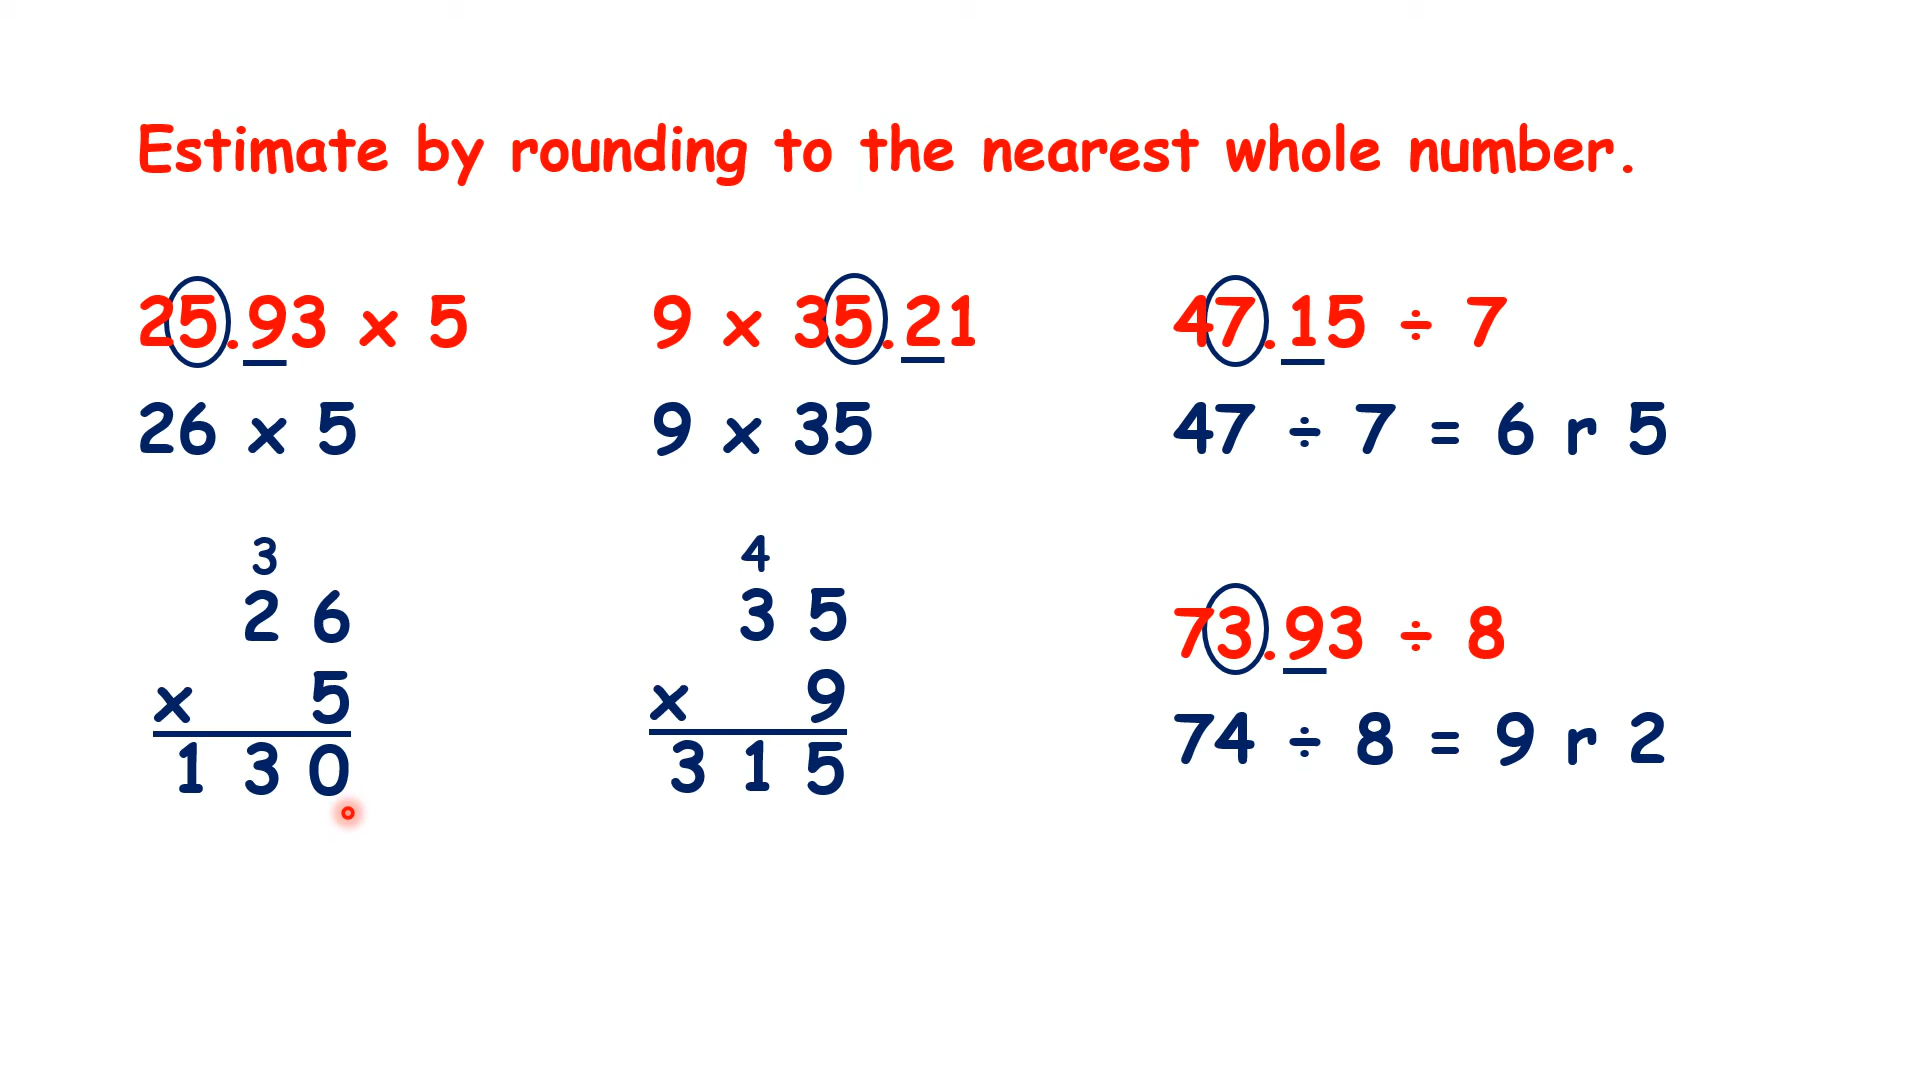 Estimate by rounding to the nearest whole number.
25.93 x 5
26 x 5
3
2 6
x 5
1 3 0
9 x 35.21
9 x 35
4
3 5
x 9
3 1 5
47.15 ÷ 7
47 ÷ 7 = 6 r 5
73.93 ÷ 8
74 ÷ 8 = 9 r 2